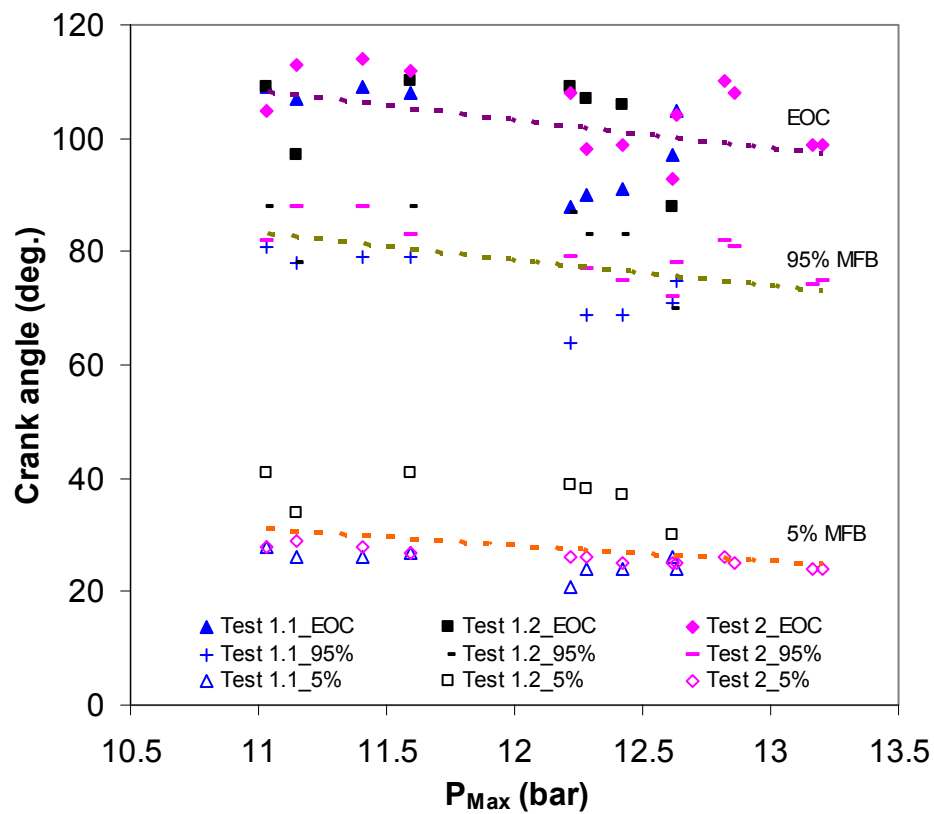 120
100
80
60
40
20
0
Crank angle (deg.)
EOC
95% MFB
5% MFB
Test 1.1_EOC Test 1.2_EOC Test 2_EOC
Test 1.1_95% Test 1.2_95% Test 2_95%
Test 1.1_5% Test 1.2_5% Test 2_5%
10.5 11 11.5 12 12.5 13 13.5
PMax (bar)